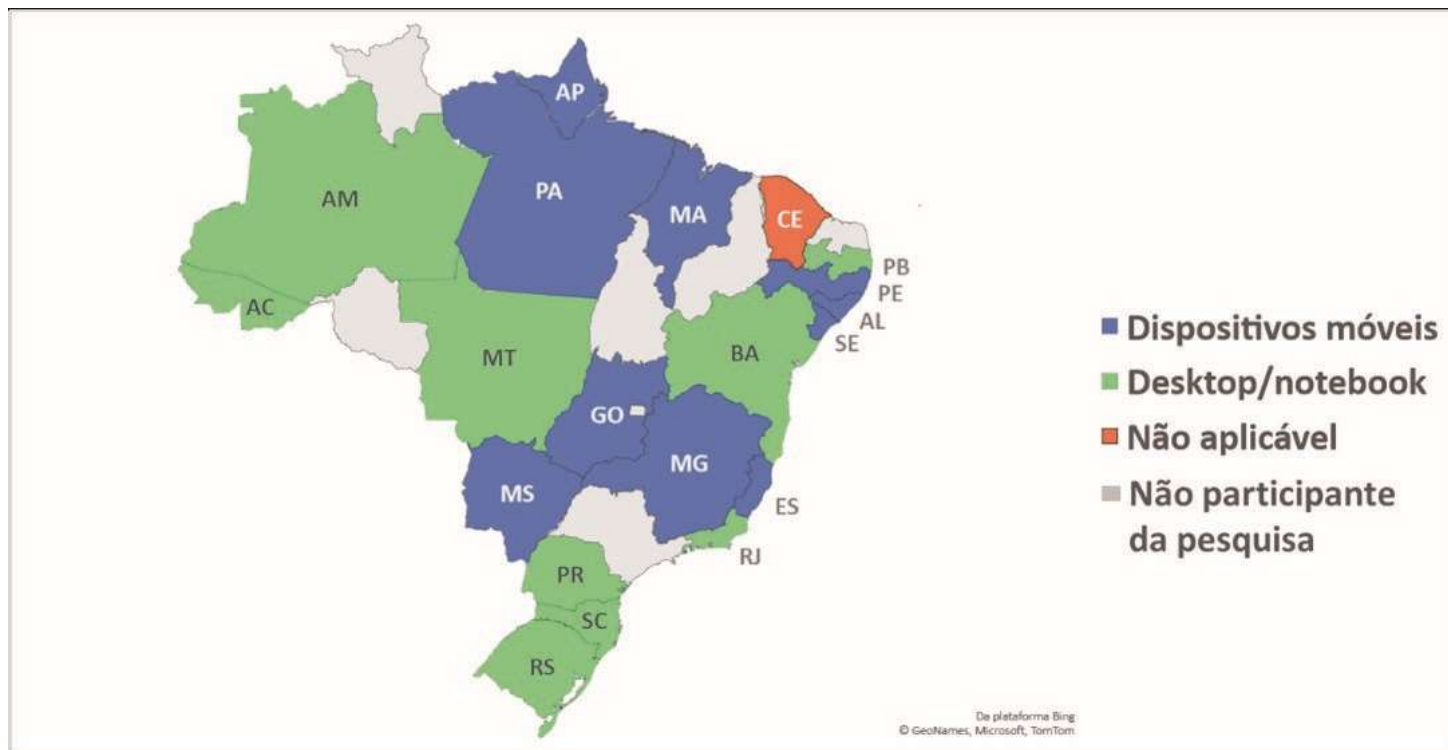 AP
PA
MA
CE
AM
PB
PE
AL
SE
AC
MT
BA
GO
MG
MS
ES
RJ
PR
SC
RS
Dispositivos móveis
Desktop/notebook
Não aplicável
Não participante
da pesquisa
Da plataforma Bing
© GeoNames, Microsoft, TomTom